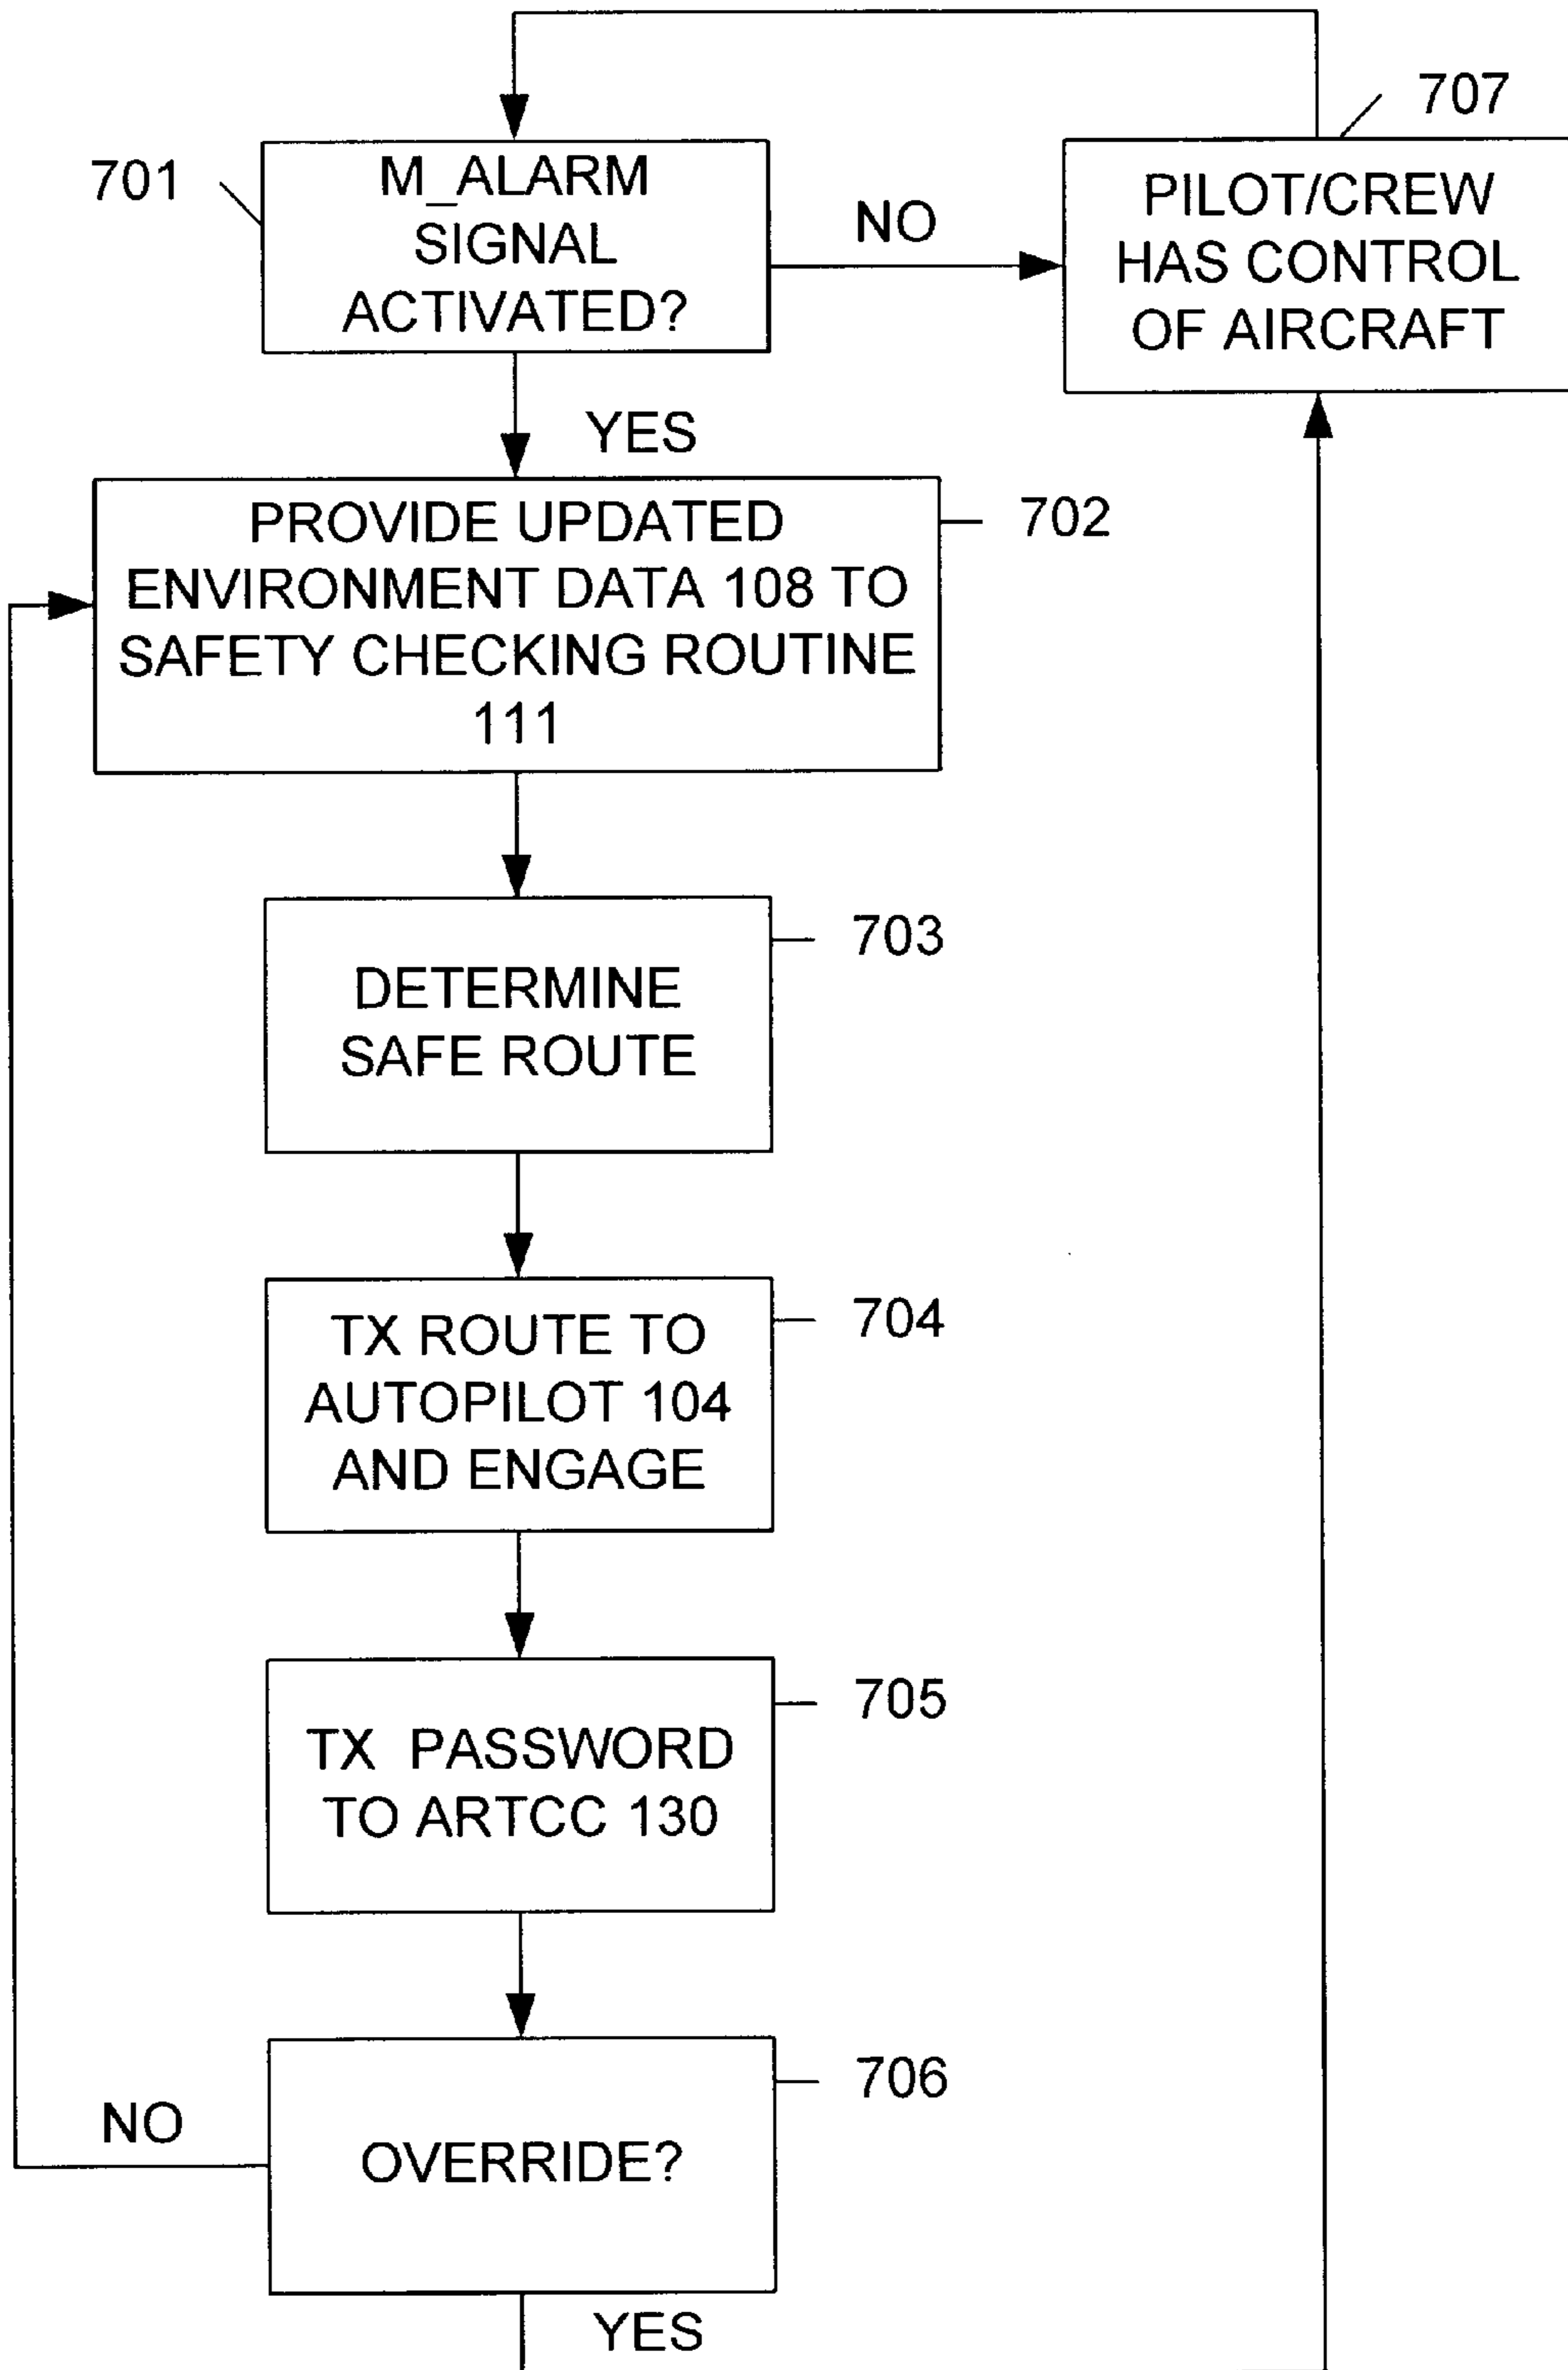 707
701
M_ALARM
SIGNAL
ACTIVATED?
NO
PILOT/CREW
HAS CONTROL
OF AIRCRAFT
YES
702
PROVIDE UPDATED
ENVIRONMENT DATA 108 TO
SAFETY CHECKING ROUTINE
111
703
DETERMINE
SAFE ROUTE
704
TX ROUTE TO
AUTOPILOT 104
AND ENGAGE
705
TX PASSWORD
TO ARTCC 130
706
NO
OVERRIDE?
YES